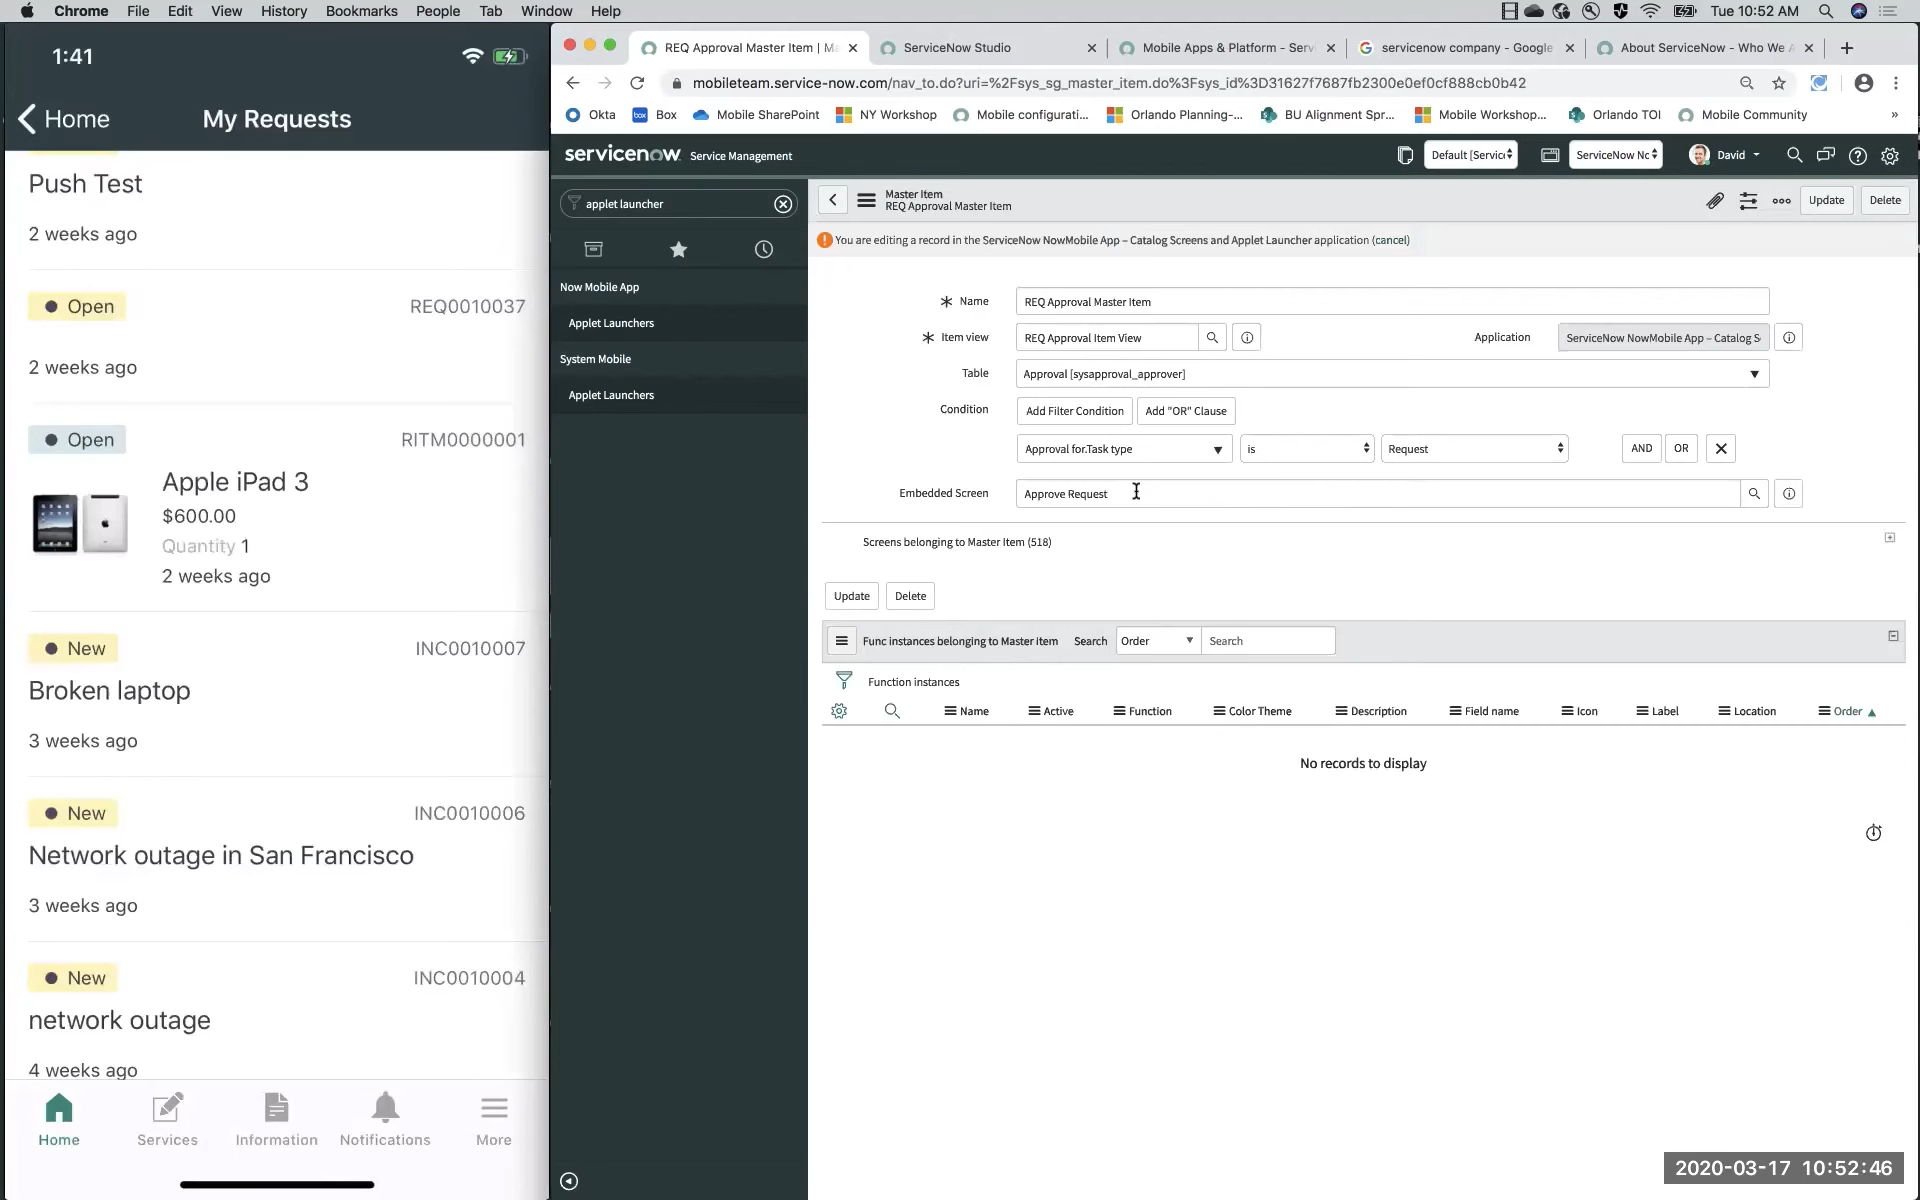 Chrome File Edit View History Bookmarks People Tab Window Help
Tue 10:52 AM
1:41
Home
My Requests
Push Test
2 weeks ago
Open
REQ0010037
2 weeks ago
Open
RITM0000001
Apple iPad 3
$600.00
Quantity 1
2 weeks ago
New
INC0010007
Broken laptop
3 weeks ago
New
INC0010006
Network outage in San Francisco
3 weeks ago
New
INC0010004
network outage
4 weeks ago
Home
Services
Information
Notifications
More
REQ Approval Master Item | M
ServiceNow Studio
Mobile Apps & Platform - Serv
servicenow company - Google
About ServiceNow - Who We A
mobileteam.service-now.com/nav_to.do?uri=%2Fsys_sg_master_item.do%3Fsys_id%3D31627f7687fb2300e0ef0cf888cb0b42
Okta
box
Box
Mobile SharePoint
NY Workshop
Mobile configurati...
Orlando Planning-...
BU Alignment Spr...
Mobile Workshop...
Orlando TOI
Mobile Community
»
servicenow Service Management
Default [Servic
ServiceNow Nc
David
applet launcher
Now Mobile App
Applet Launchers
System Mobile
Applet Launchers
Master Item
REQ Approval Master Item
Update
Delete
You are editing a record in the ServiceNow NowMobile App – Catalog Screens and Applet Launcher application (cancel)
Name
REQ Approval Master Item
Item view
REQ Approval Item View
Application
ServiceNow NowMobile App – Catalog S
Table
Approval [sysapproval_approver]
Condition
Add Filter Condition
Add "OR" Clause
Approval for.Task type
is
Request
AND
OR
Embedded Screen
Approve Request
Screens belonging to Master Item (518)
Update
Delete
Func instances belonging to Master Item
Search
Order
Search
Function instances
Name
Active
Function
Color Theme
Description
Field name
Icon
Label
Location
Order
No records to display
2020-03-17 10:52:46